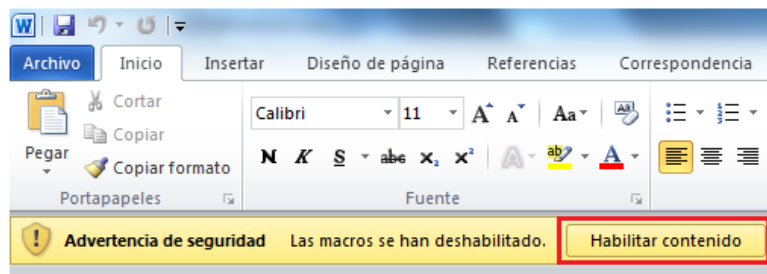 Archivo Inicio Insertar Diseño de página Referencias Correspondencia
Cortar
Copiar
Pegar
Copiar formato
Portapapeles
Calibri 11 A A Aa
N K S abc x₂ x² A ab A
Fuente
Advertencia de seguridad Las macros se han deshabilitado. Habilitar contenido